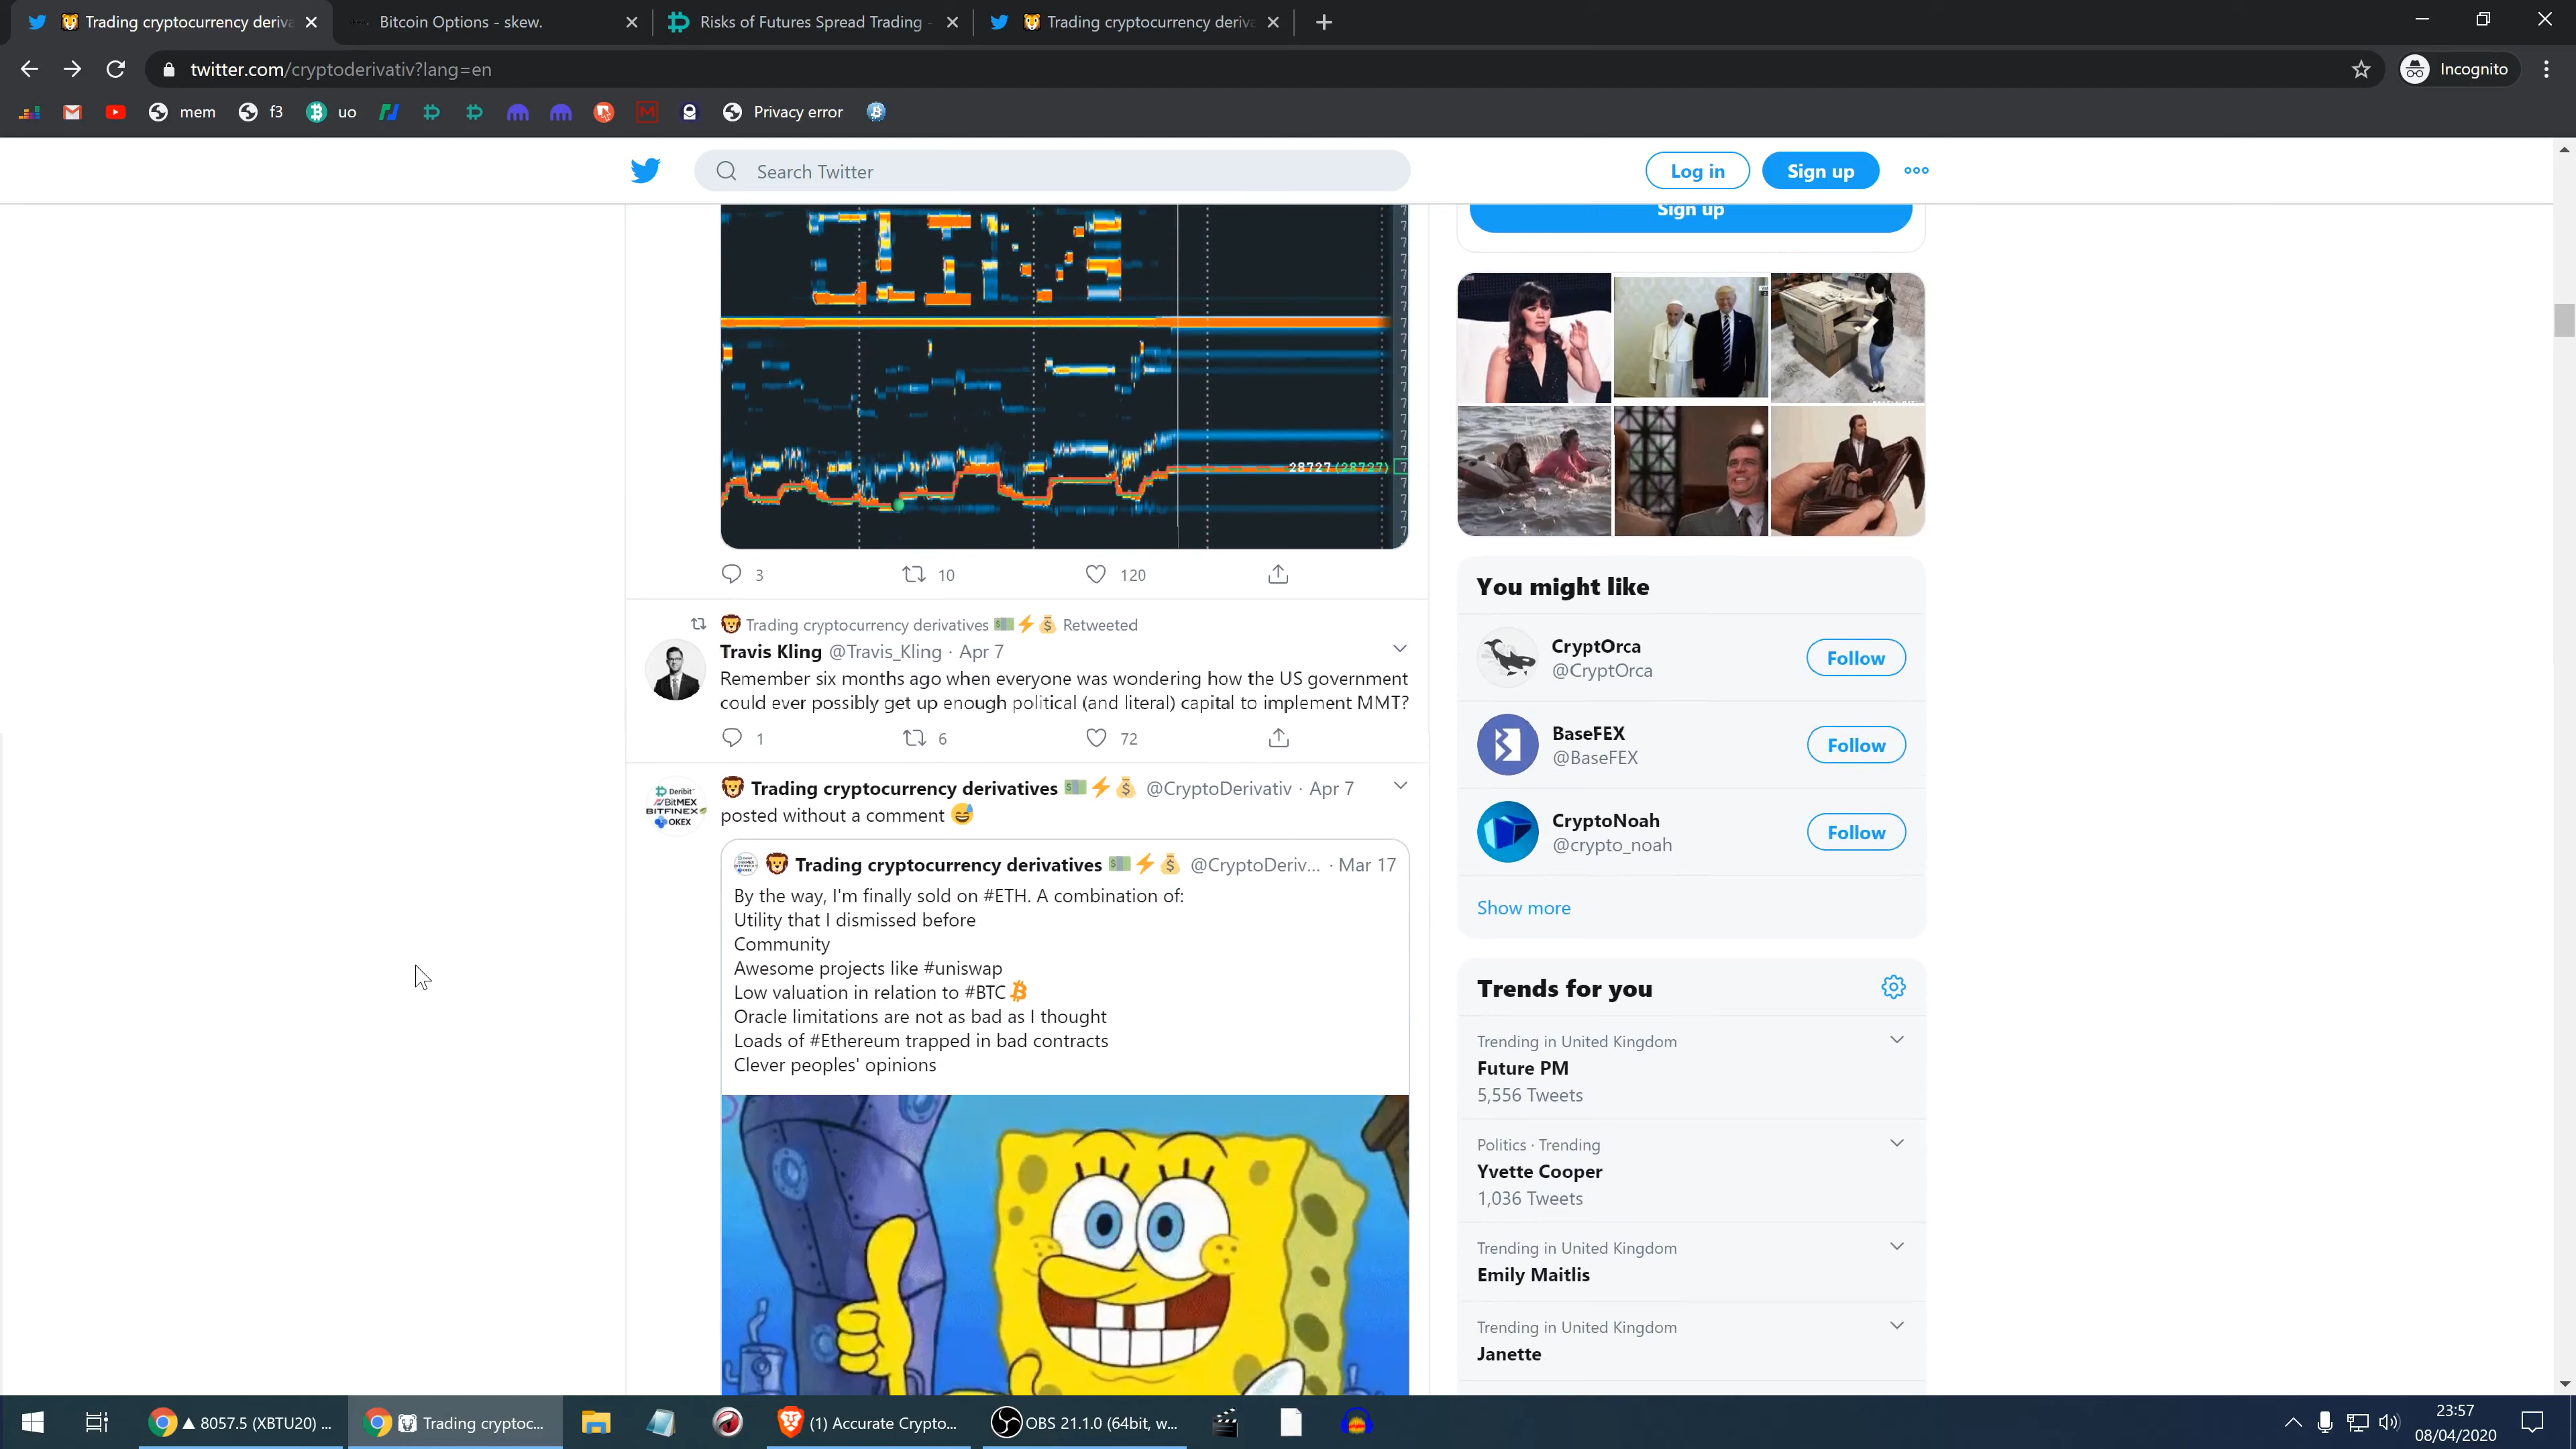 Trading cryptocurrency deriva
Bitcoin Options - skew.
Risks of Futures Spread Trading -
Trading cryptocurrency deriva
twitter.com/cryptoderivativ?lang=en
Incognito
mem
f3
uo
Privacy error
Search Twitter
Log in
Sign up
Sign up
28727(28727)
3
10
120
Trading cryptocurrency derivatives 💵⚡💰 Retweeted
Travis Kling @Travis_Kling · Apr 7
Remember six months ago when everyone was wondering how the US government
could ever possibly get up enough political (and literal) capital to implement MMT?
1
6
72
Deribit
BitMEX
BITFINEX
OKEX
🦁 Trading cryptocurrency derivatives 💵⚡💰 @CryptoDerivativ · Apr 7
posted without a comment 😅
🦁 Trading cryptocurrency derivatives 💵⚡💰 @CryptoDeriv... · Mar 17
By the way, I'm finally sold on #ETH. A combination of:
Utility that I dismissed before
Community
Awesome projects like #uniswap
Low valuation in relation to #BTC
Oracle limitations are not as bad as I thought
Loads of #Ethereum trapped in bad contracts
Clever peoples' opinions
You might like
CryptOrca
@CryptOrca
Follow
BaseFEX
@BaseFEX
Follow
CryptoNoah
@crypto_noah
Follow
Show more
Trends for you
Trending in United Kingdom
Future PM
5,556 Tweets
Politics · Trending
Yvette Cooper
1,036 Tweets
Trending in United Kingdom
Emily Maitlis
Trending in United Kingdom
Janette
▲ 8057.5 (XBTU20) ...
Trading cryptoc...
(1) Accurate Crypto...
OBS 21.1.0 (64bit, w...
23:57
08/04/2020